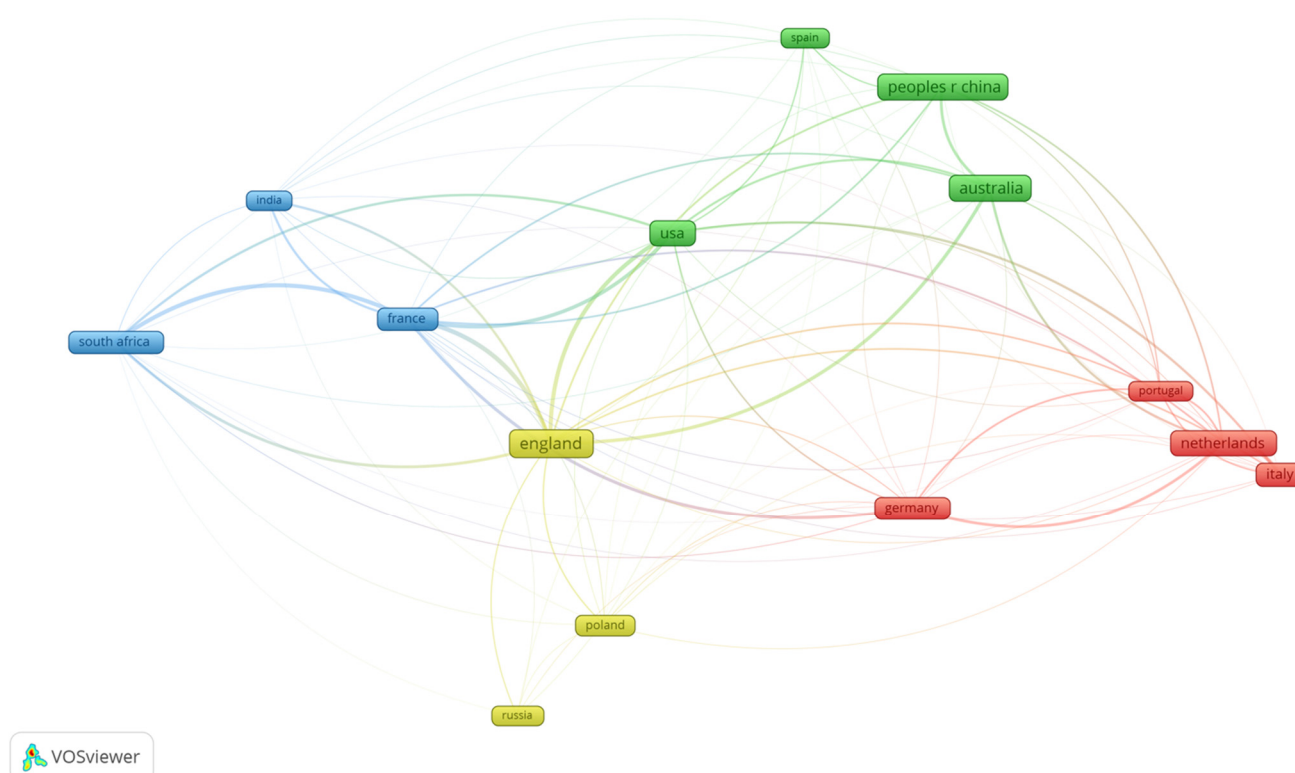 spain
peoples r china
australia
india
usa
france
south africa
portugal
england
netherlands
italy
germany
poland
russia
VOSviewer